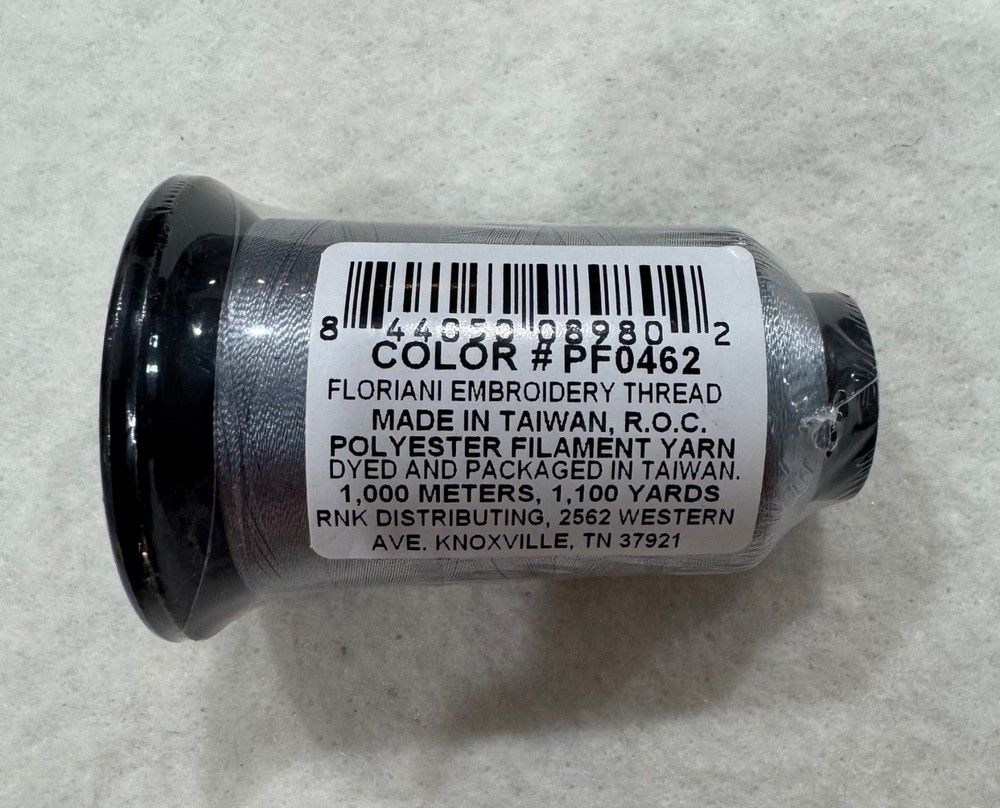 8 44050 08980 2
COLOR # PF0462
FLORIANI EMBROIDERY THREAD
MADE IN TAIWAN, R.O.C.
POLYESTER FILAMENT YARN
DYED AND PACKAGED IN TAIWAN.
1,000 METERS, 1,100 YARDS
RNK DISTRIBUTING, 2562 WESTERN
AVE. KNOXVILLE, TN 37921